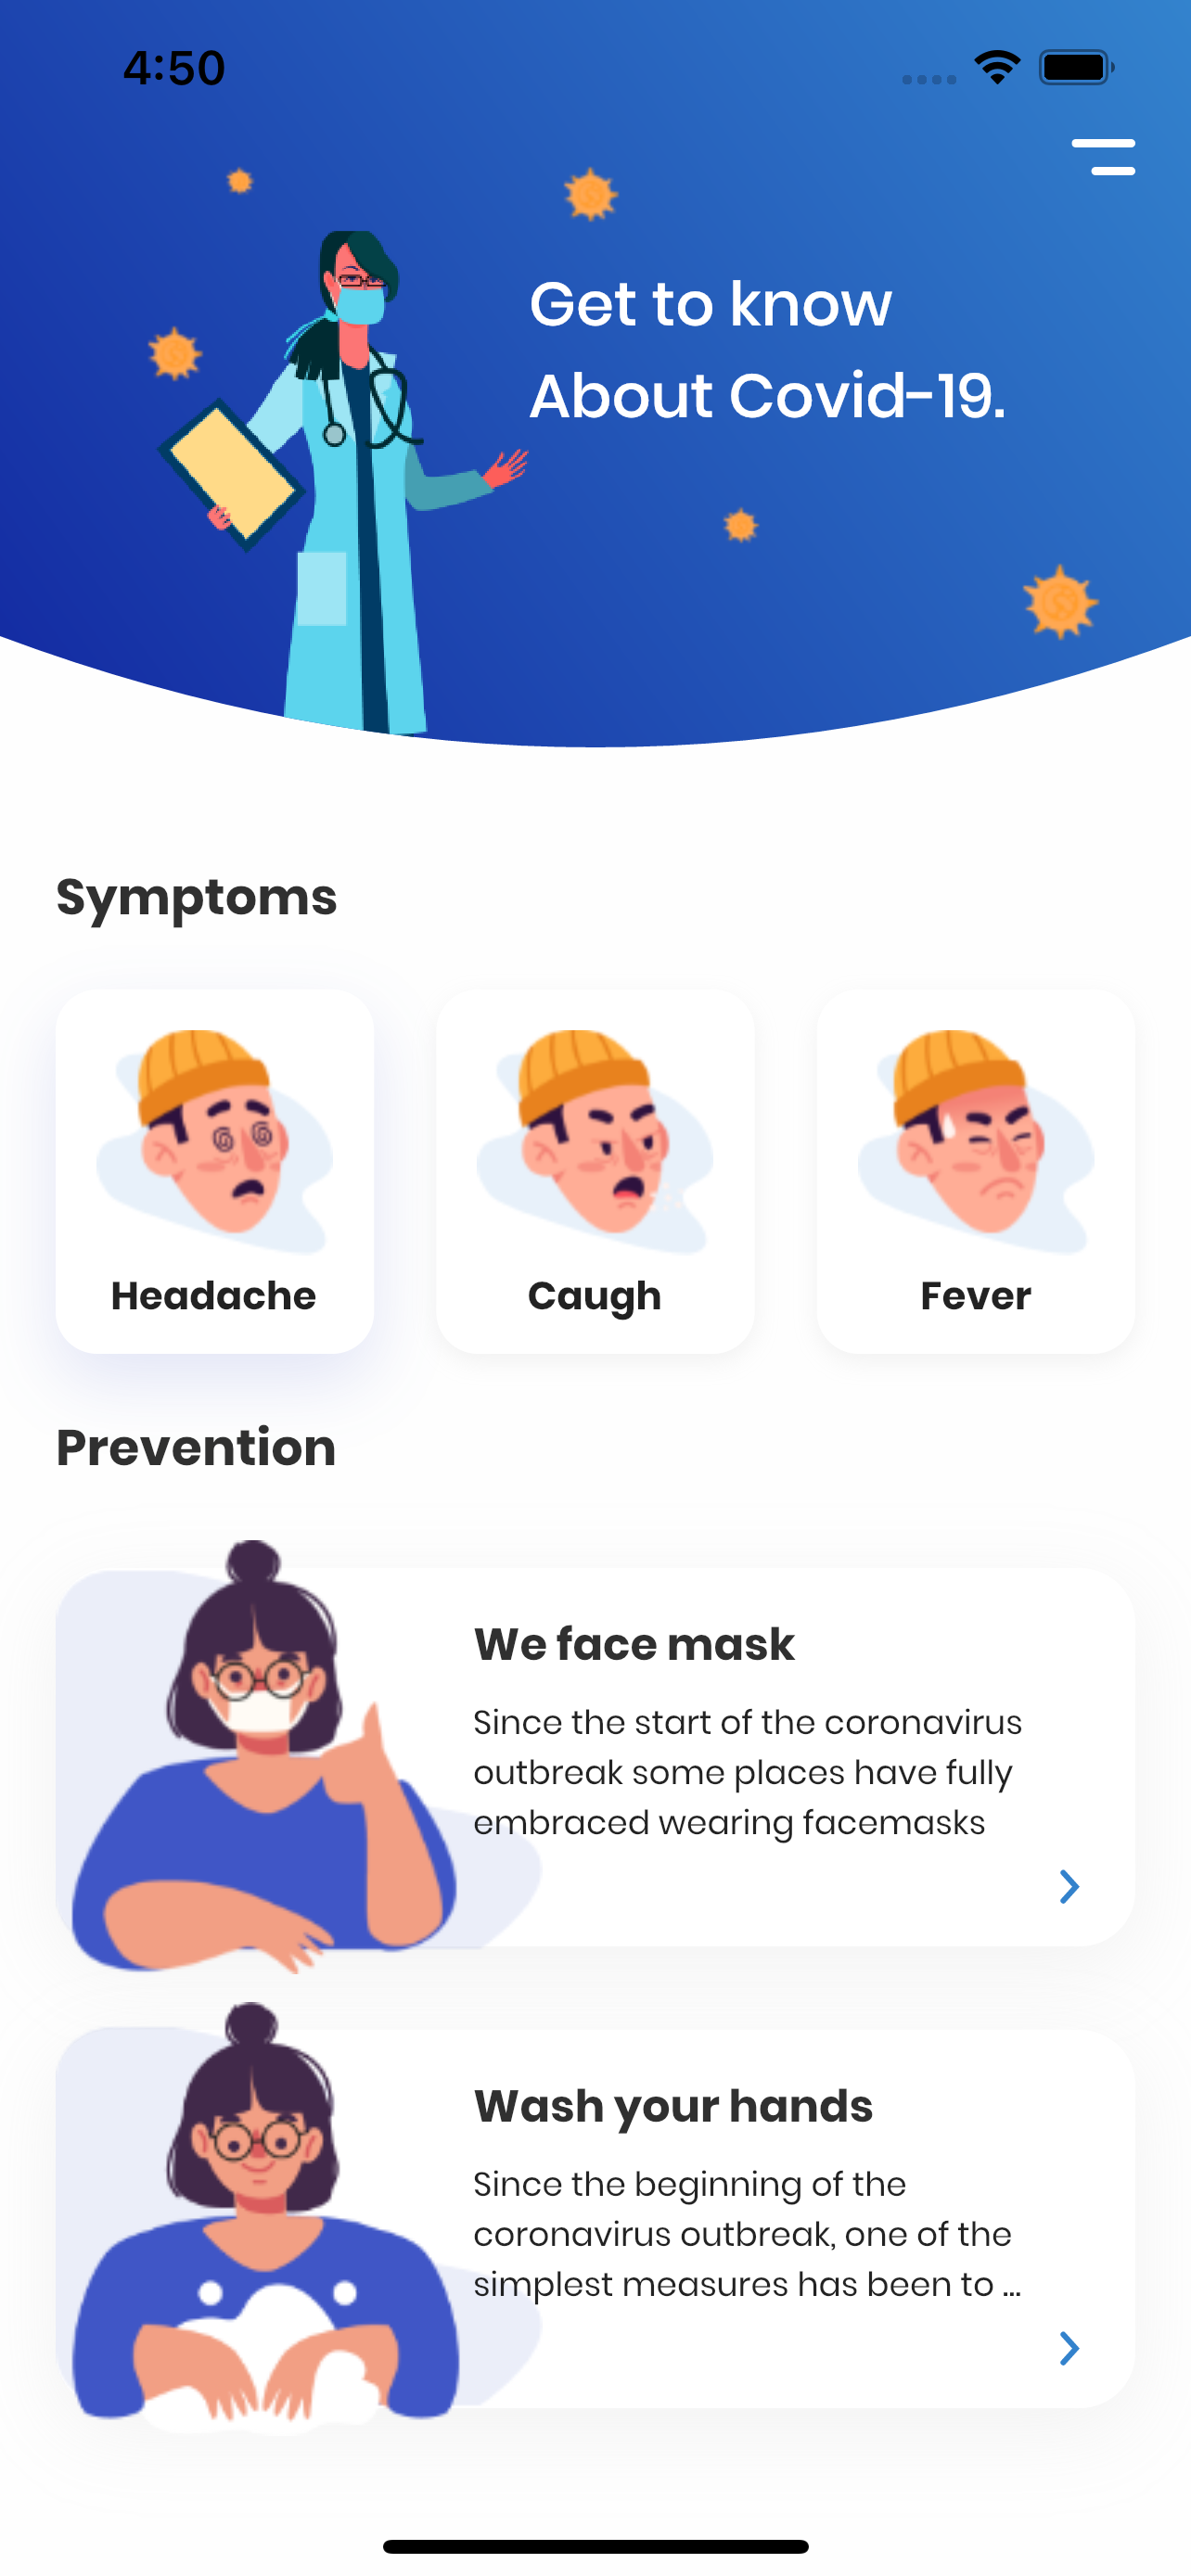 4:50
Get to know
About Covid-19.
Symptoms
Headache
Caugh
Fever
Prevention
We face mask
Since the start of the coronavirus
outbreak some places have fully
embraced wearing facemasks
Wash your hands
Since the beginning of the
coronavirus outbreak, one of the
simplest measures has been to ...